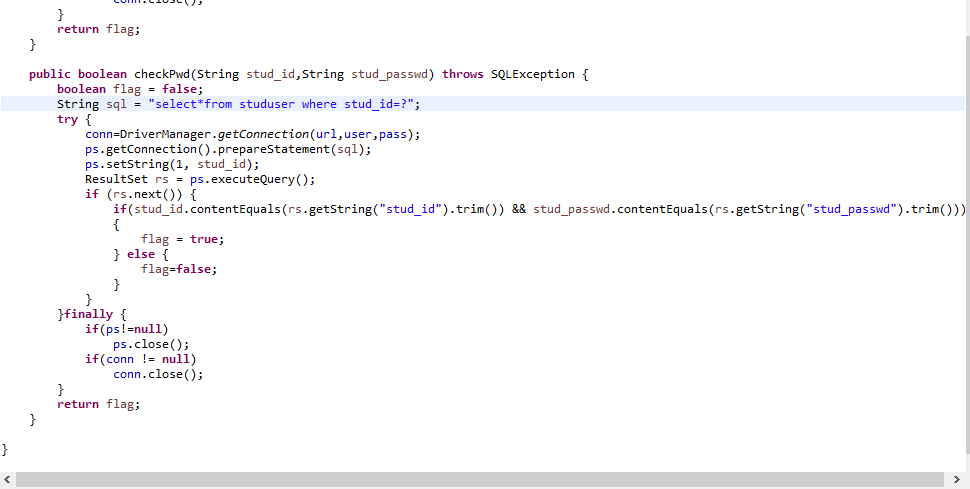 conn.close();
}
return flag;
}
public boolean checkPwd(String stud_id,String stud_passwd) throws SQLException {
boolean flag = false;
String sql = "select*from studuser where stud_id=?";
try {
conn=DriverManager.getConnection(url,user,pass);
ps.getConnection().prepareStatement(sql);
ps.setString(1, stud_id);
ResultSet rs = ps.executeQuery();
if (rs.next()) {
if(stud_id.contentEquals(rs.getString("stud_id").trim()) && stud_passwd.contentEquals(rs.getString("stud_passwd").trim()))
{
flag = true;
} else {
flag=false;
}
}
}finally {
if(ps!=null)
ps.close();
if(conn != null)
conn.close();
}
return flag;
}
}